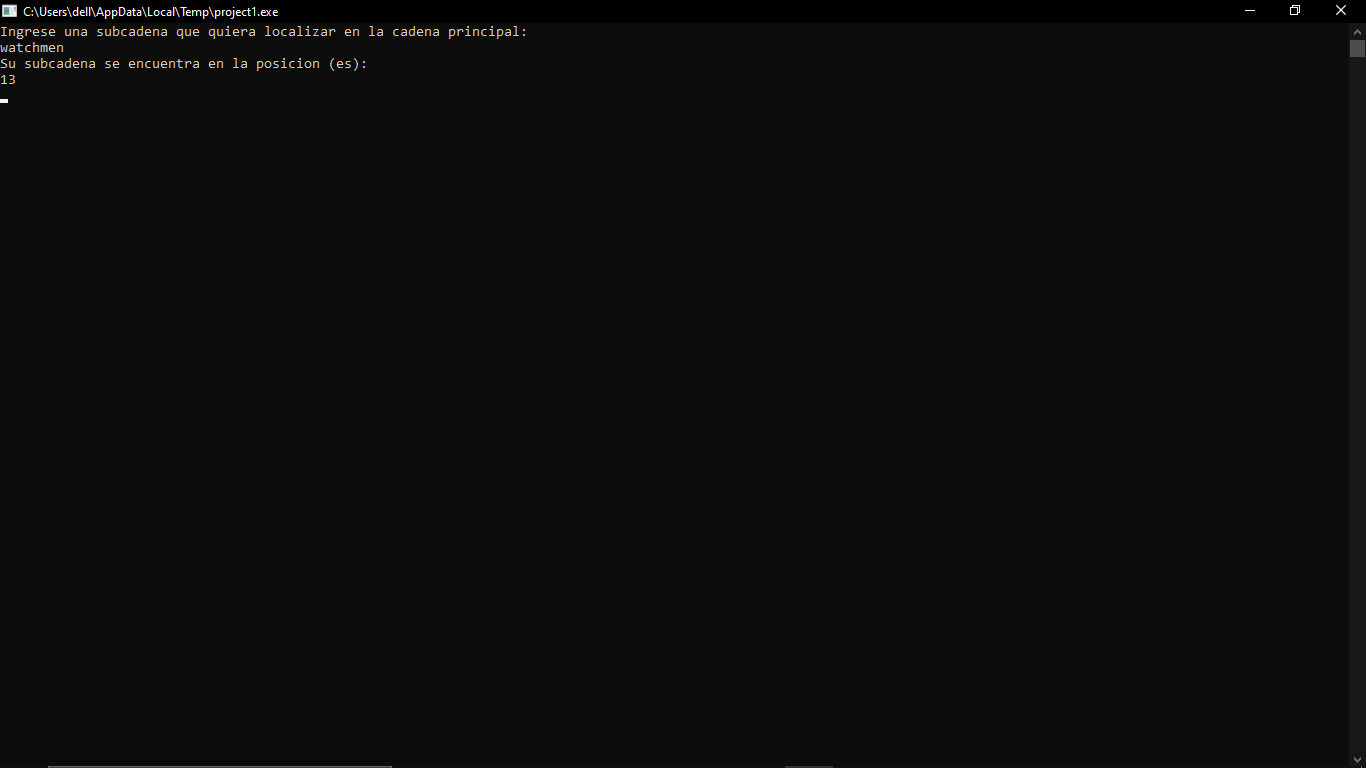 C:\Users\dell\AppData\Local\Temp\project1.exe
Ingrese una subcadena que quiera localizar en la cadena principal:
watchmen
Su subcadena se encuentra en la posicion (es):
13